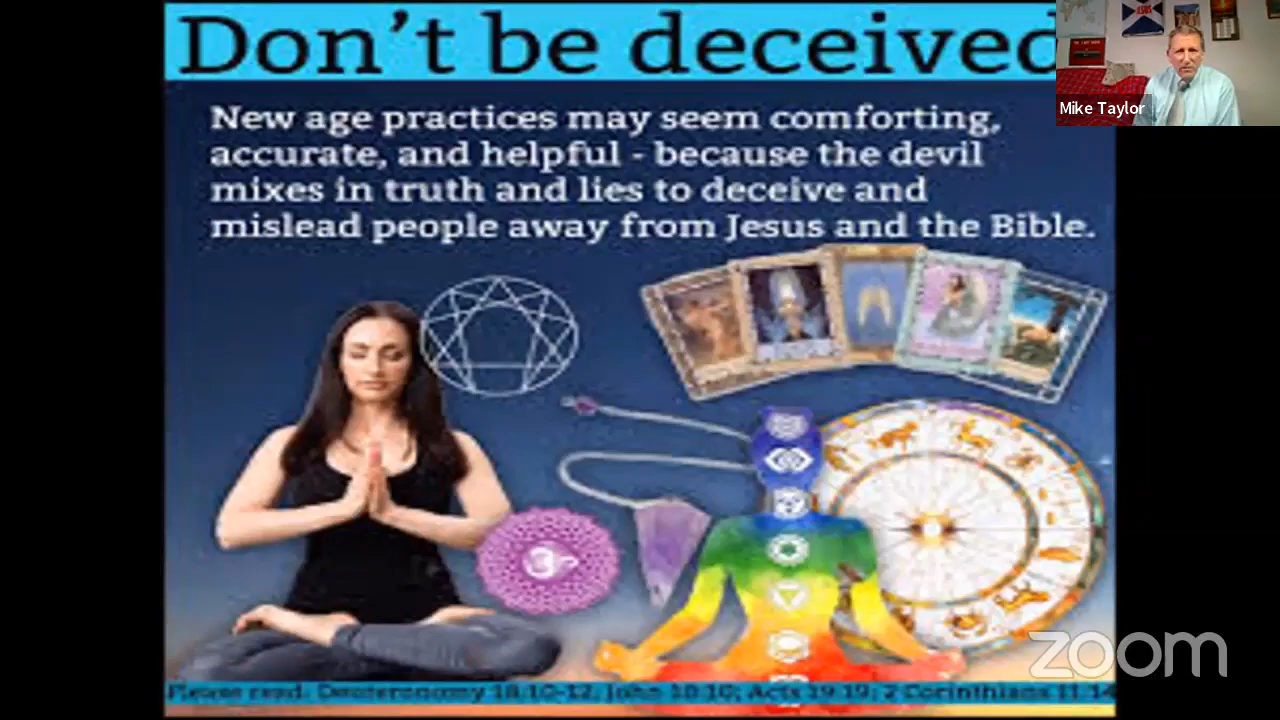 Don't be deceived
New age practices may seem comforting,
accurate, and helpful - because the devil
mixes in truth and lies to deceive and
mislead people away from Jesus and the Bible.
Mike Taylor
zoom
Please read: Deuteronomy 18:10-12; John 10:10; Acts 19:19; 2 Corinthians 11:14